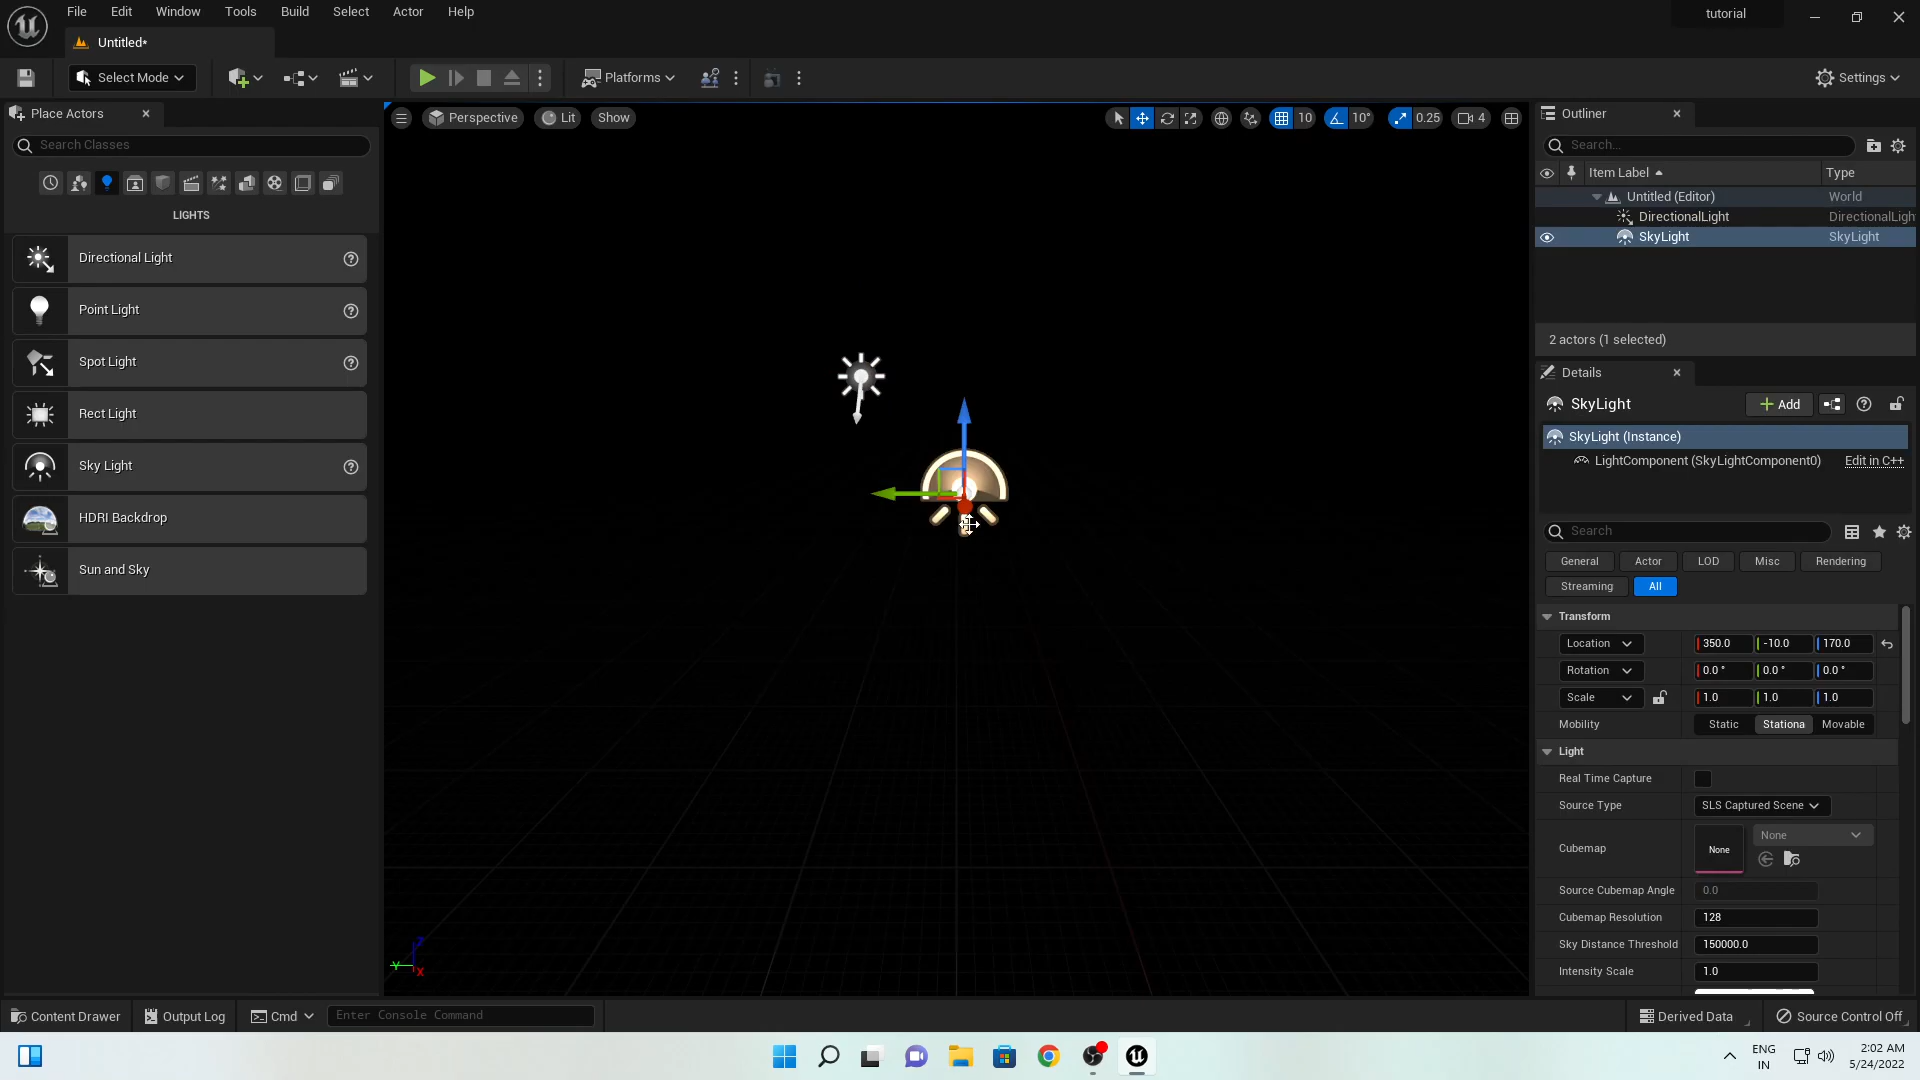 File Edit Window Tools Build Select Actor Help
tutorial
Untitled*
Select Mode
Platforms
Settings
Place Actors
Search Classes
LIGHTS
Directional Light
Point Light
Spot Light
Rect Light
Sky Light
HDRI Backdrop
Sun and Sky
Perspective Lit Show
10 10° 0.25 4
Z
Y
X
Outliner
Search...
Item Label Type
Untitled (Editor) World
DirectionalLight DirectionalLigh
SkyLight SkyLight
2 actors (1 selected)
Details
SkyLight
+ Add
SkyLight (Instance)
LightComponent (SkyLightComponent0) Edit in C++
Search
General Actor LOD Misc Rendering
Streaming All
Transform
Location 350.0 -10.0 170.0
Rotation 0.0 ° 0.0 ° 0.0 °
Scale 1.0 1.0 1.0
Mobility Static Stationa Movable
Light
Real Time Capture
Source Type SLS Captured Scene
Cubemap None None
Source Cubemap Angle 0.0
Cubemap Resolution 128
Sky Distance Threshold 150000.0
Intensity Scale 1.0
Content Drawer Output Log Cmd Enter Console Command Derived Data Source Control Off
ENG
IN
2:02 AM
5/24/2022